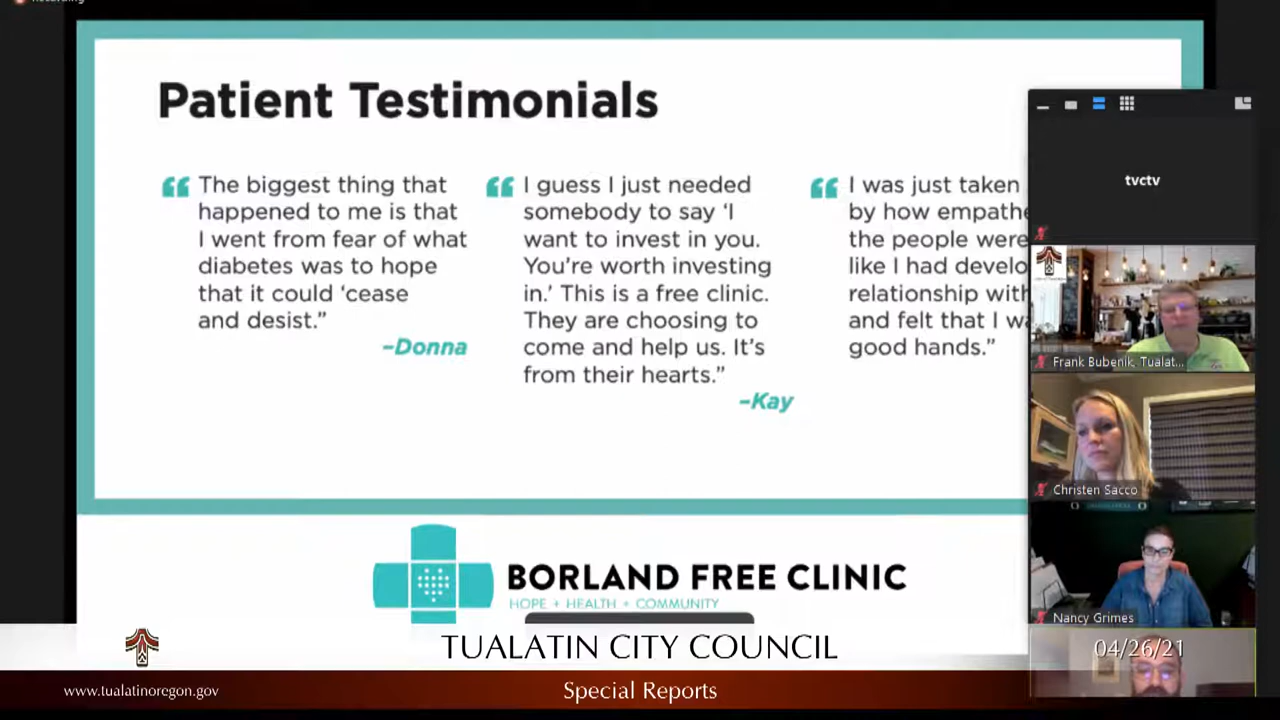 Patient Testimonials
“ The biggest thing that
happened to me is that
I went from fear of what
diabetes was to hope
that it could ‘cease
and desist.”
–Donna
“ I guess I just needed
somebody to say ‘I
want to invest in you.
You’re worth investing
in.’ This is a free clinic.
They are choosing to
come and help us. It’s
from their hearts.”
–Kay
“ I was just taken
by how
the people were
like I had
relationship with
and felt that I
good hands.”
tvctv
Frank Bubenik, Tualat...
Christen Sacco
Nancy Grimes
04/26/21
BORLAND FREE CLINIC
HOPE + HEALTH + COMMUNITY
TUALATIN CITY COUNCIL
www.tualatinoregon.gov
Special Reports